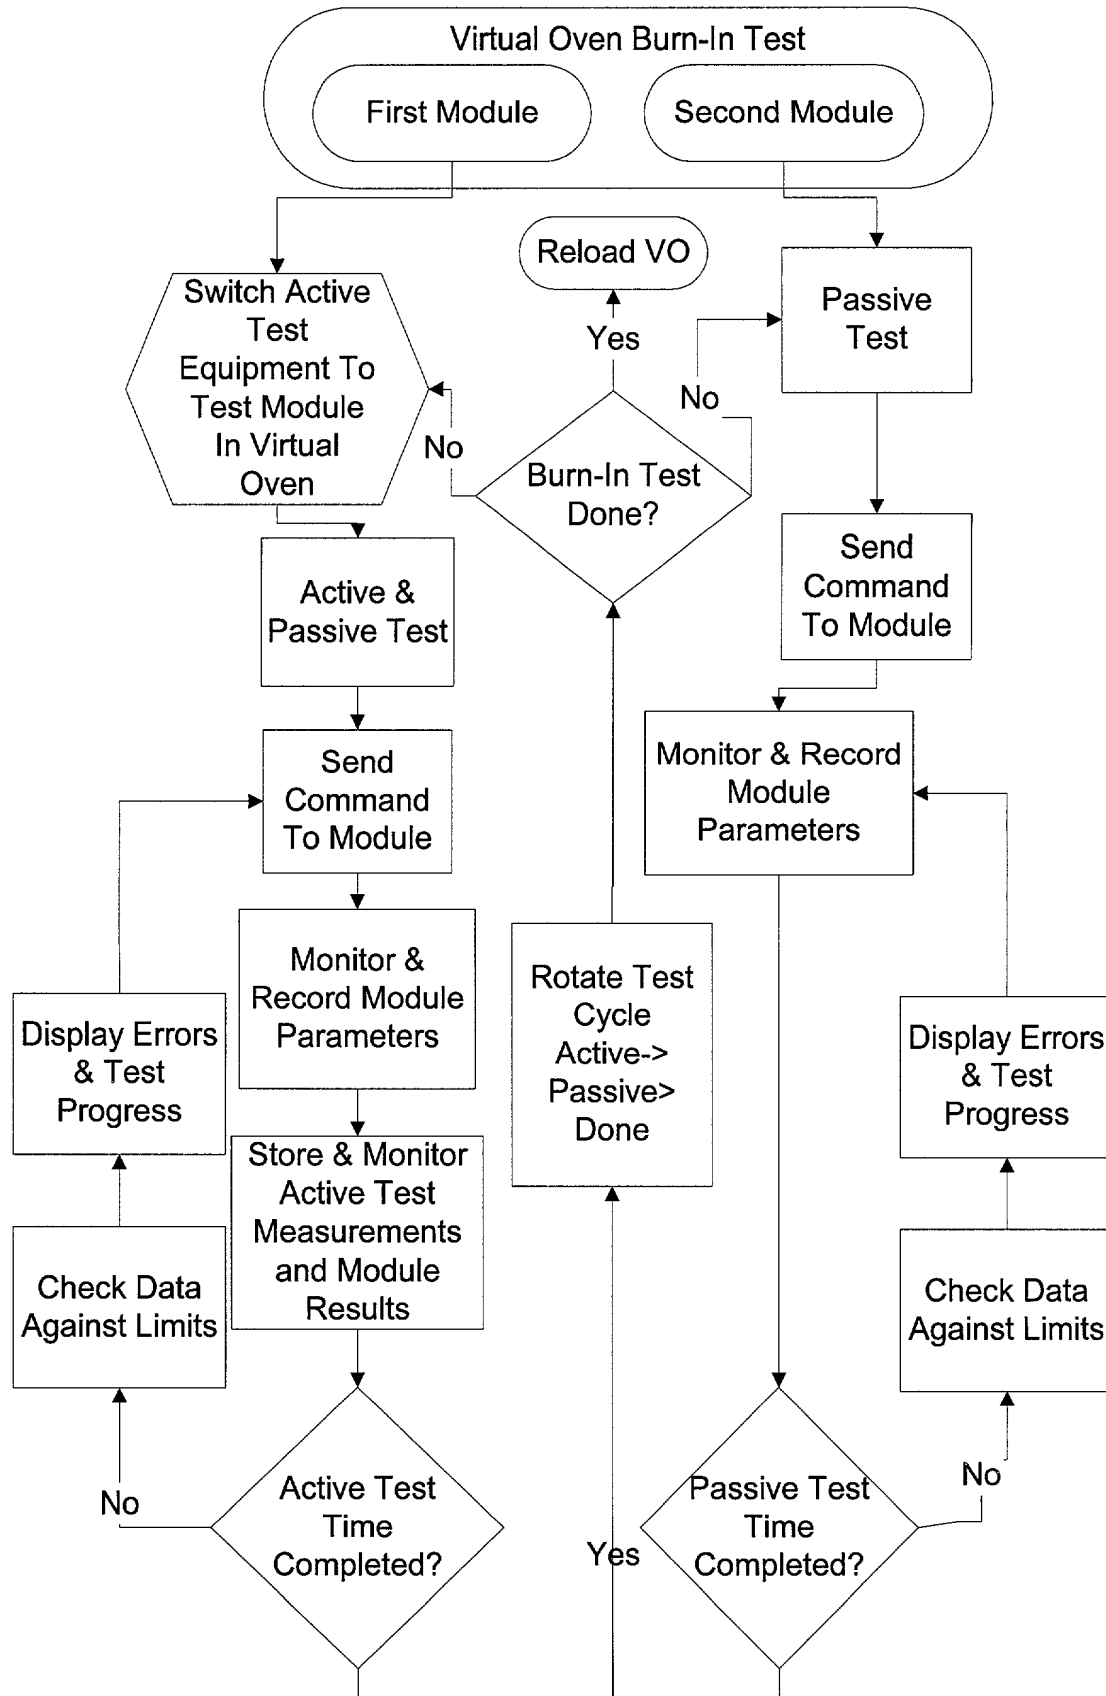 Virtual Oven Burn-In Test
First Module
Second Module
Reload VO
Switch Active
Test
Equipment To
Test Module
In Virtual
Oven
Passive
Test
Yes
No
No
Burn-In Test
Done?
Active &
Passive Test
Send
Command
To Module
Send
Command
To Module
Monitor & Record
Module
Parameters
Monitor &
Record Module
Parameters
Rotate Test
Cycle
Active->
Passive>
Done
Display Errors
& Test
Progress
Display Errors
& Test
Progress
Store & Monitor
Active Test
Measurements
and Module
Results
Check Data
Against Limits
Check Data
Against Limits
No
Active Test
Time
Completed?
Yes
Passive Test
Time
Completed?
No